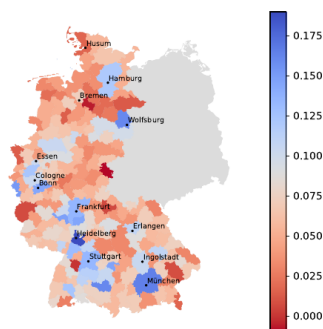 Husum
Hamburg
Bremen
Wolfsburg
Essen
Cologne
Bonn
Frankfurt
Heidelberg
Erlangen
Stuttgart
Ingolstadt
München
0.175
0.150
0.125
0.100
0.075
0.050
0.025
0.000